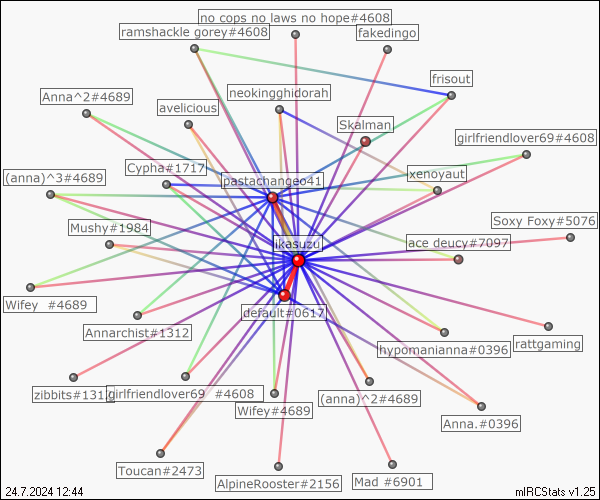 no cops no laws no hope#4608
ramshackle gorey#4608
fakedingo
frisout
neokingghidorah
Anna^2#4689
avelicious
Skalman
girlfriendlover69#4608
Cypha#1717
xenoyaut
(anna)^3#4689
pastachangeo41
Soxy Foxy#5076
Mushy#1984
ikasuzu
ace deucy#7097
Wifey #4689
default#0617
Annarchist#1312
rattgaming
hypomanianna#0396
zibbits#131
girlfriendlover69 #4608
(anna)^2#4689
Wifey#4689
Anna.#0396
Toucan#2473
AlpineRooster#2156
Mad #6901
24.7.2024 12:44
mIRCStats v1.25